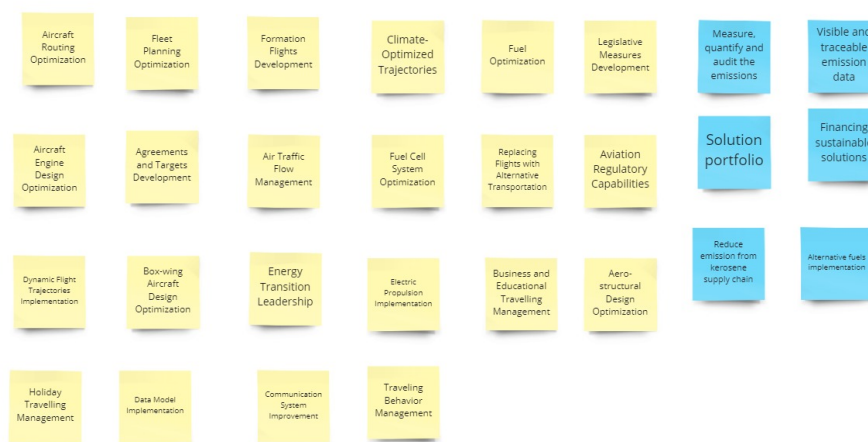 Aircraft
Routing
Optimization
Fleet
Planning
Optimization
Formation
Flights
Development
Climate-
Optimized
Trajectories
Fuel
Optimization
Legislative
Measures
Development
Measure,
quantify and
audit the
emissions
Visible and
traceable
emission
data
Aircraft
Engine
Design
Optimization
Agreements
and Targets
Development
Air Traffic
Flow
Management
Fuel Cell
System
Optimization
Replacing
Flights with
Alternative
Transportation
Aviation
Regulatory
Capabilities
Solution
portfolio
Financing
sustainable
solutions
Dynamic Flight
Trajectories
Implementation
Box-wing
Aircraft
Design
Optimization
Energy
Transition
Leadership
Electric
Propulsion
Implementation
Business and
Educational
Travelling
Management
Aero-
structural
Design
Optimization
Reduce
emission from
kerosene
supply chain
Alternative fuels
implementation
Holiday
Travelling
Management
Data Model
Implementation
Communication
System
Improvement
Traveling
Behavior
Management